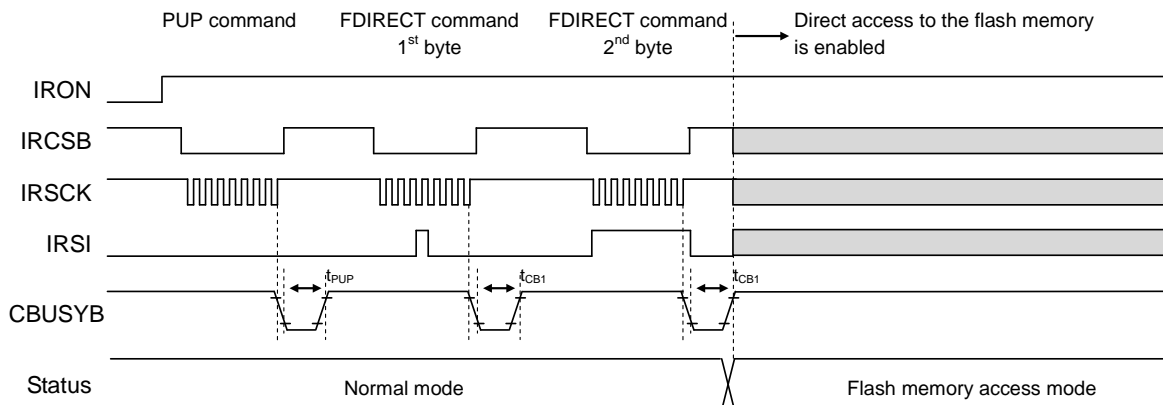 PUP command
FDIRECT command
1st byte
FDIRECT command
2nd byte
Direct access to the flash memory
is enabled
IRON
IRCSB
IRSCK
IRSI
tPUP
tCB1
tCB1
CBUSYB
Status
Normal mode
Flash memory access mode